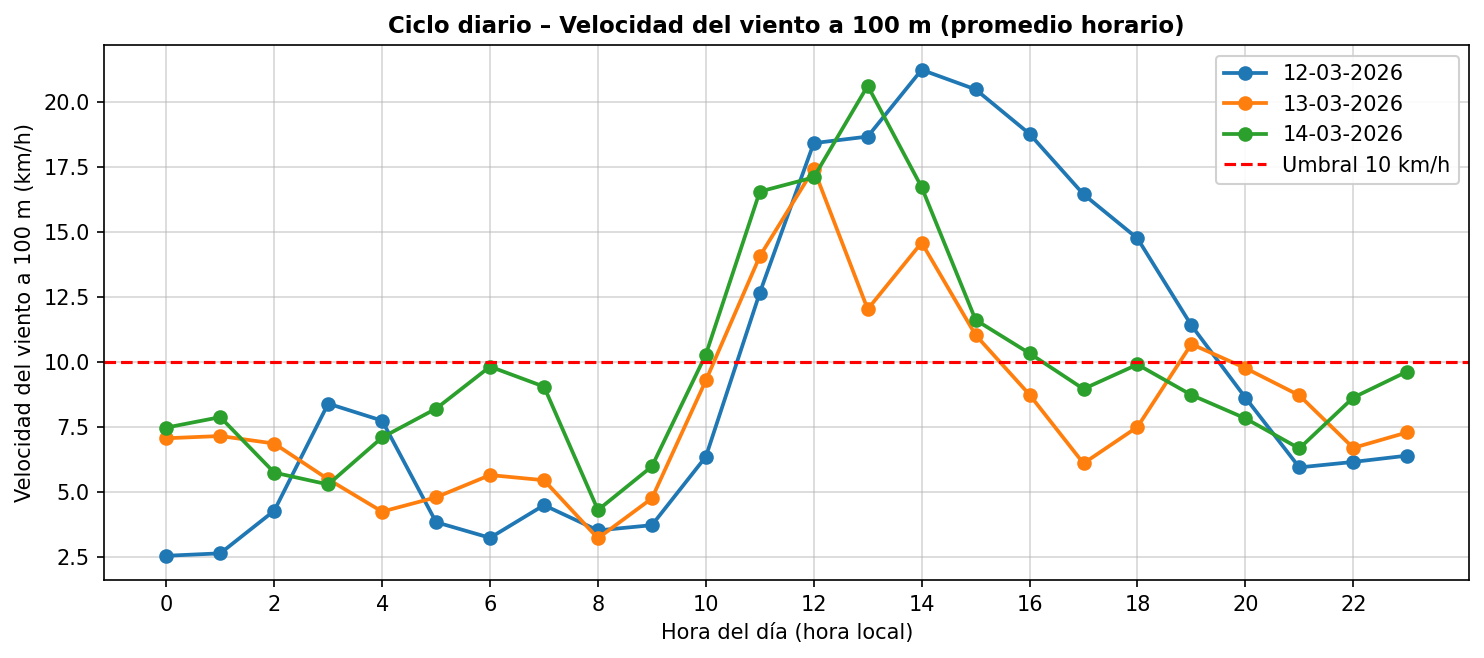 Ciclo diario – Velocidad del viento a 100 m (promedio horario)
12-03-2026
13-03-2026
14-03-2026
Umbral 10 km/h
Velocidad del viento a 100 m (km/h)
20.0
17.5
15.0
12.5
10.0
7.5
5.0
2.5
0 2 4 6 8 10 12 14 16 18 20 22
Hora del día (hora local)